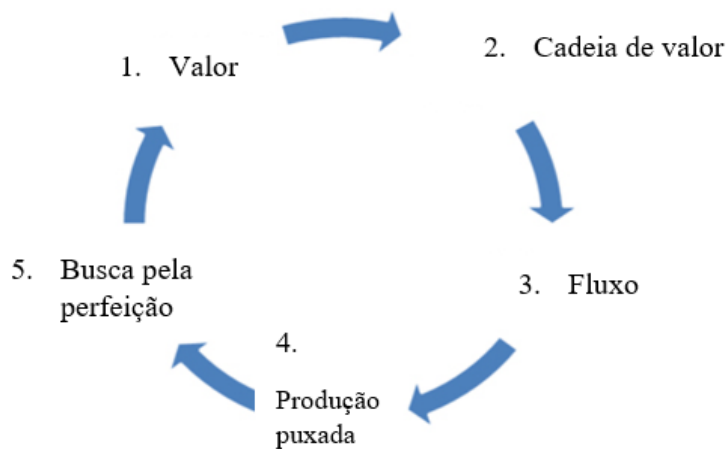 1. Valor
2. Cadeia de valor
3. Fluxo
4.
Produção
puxada
5. Busca pela
perfeição